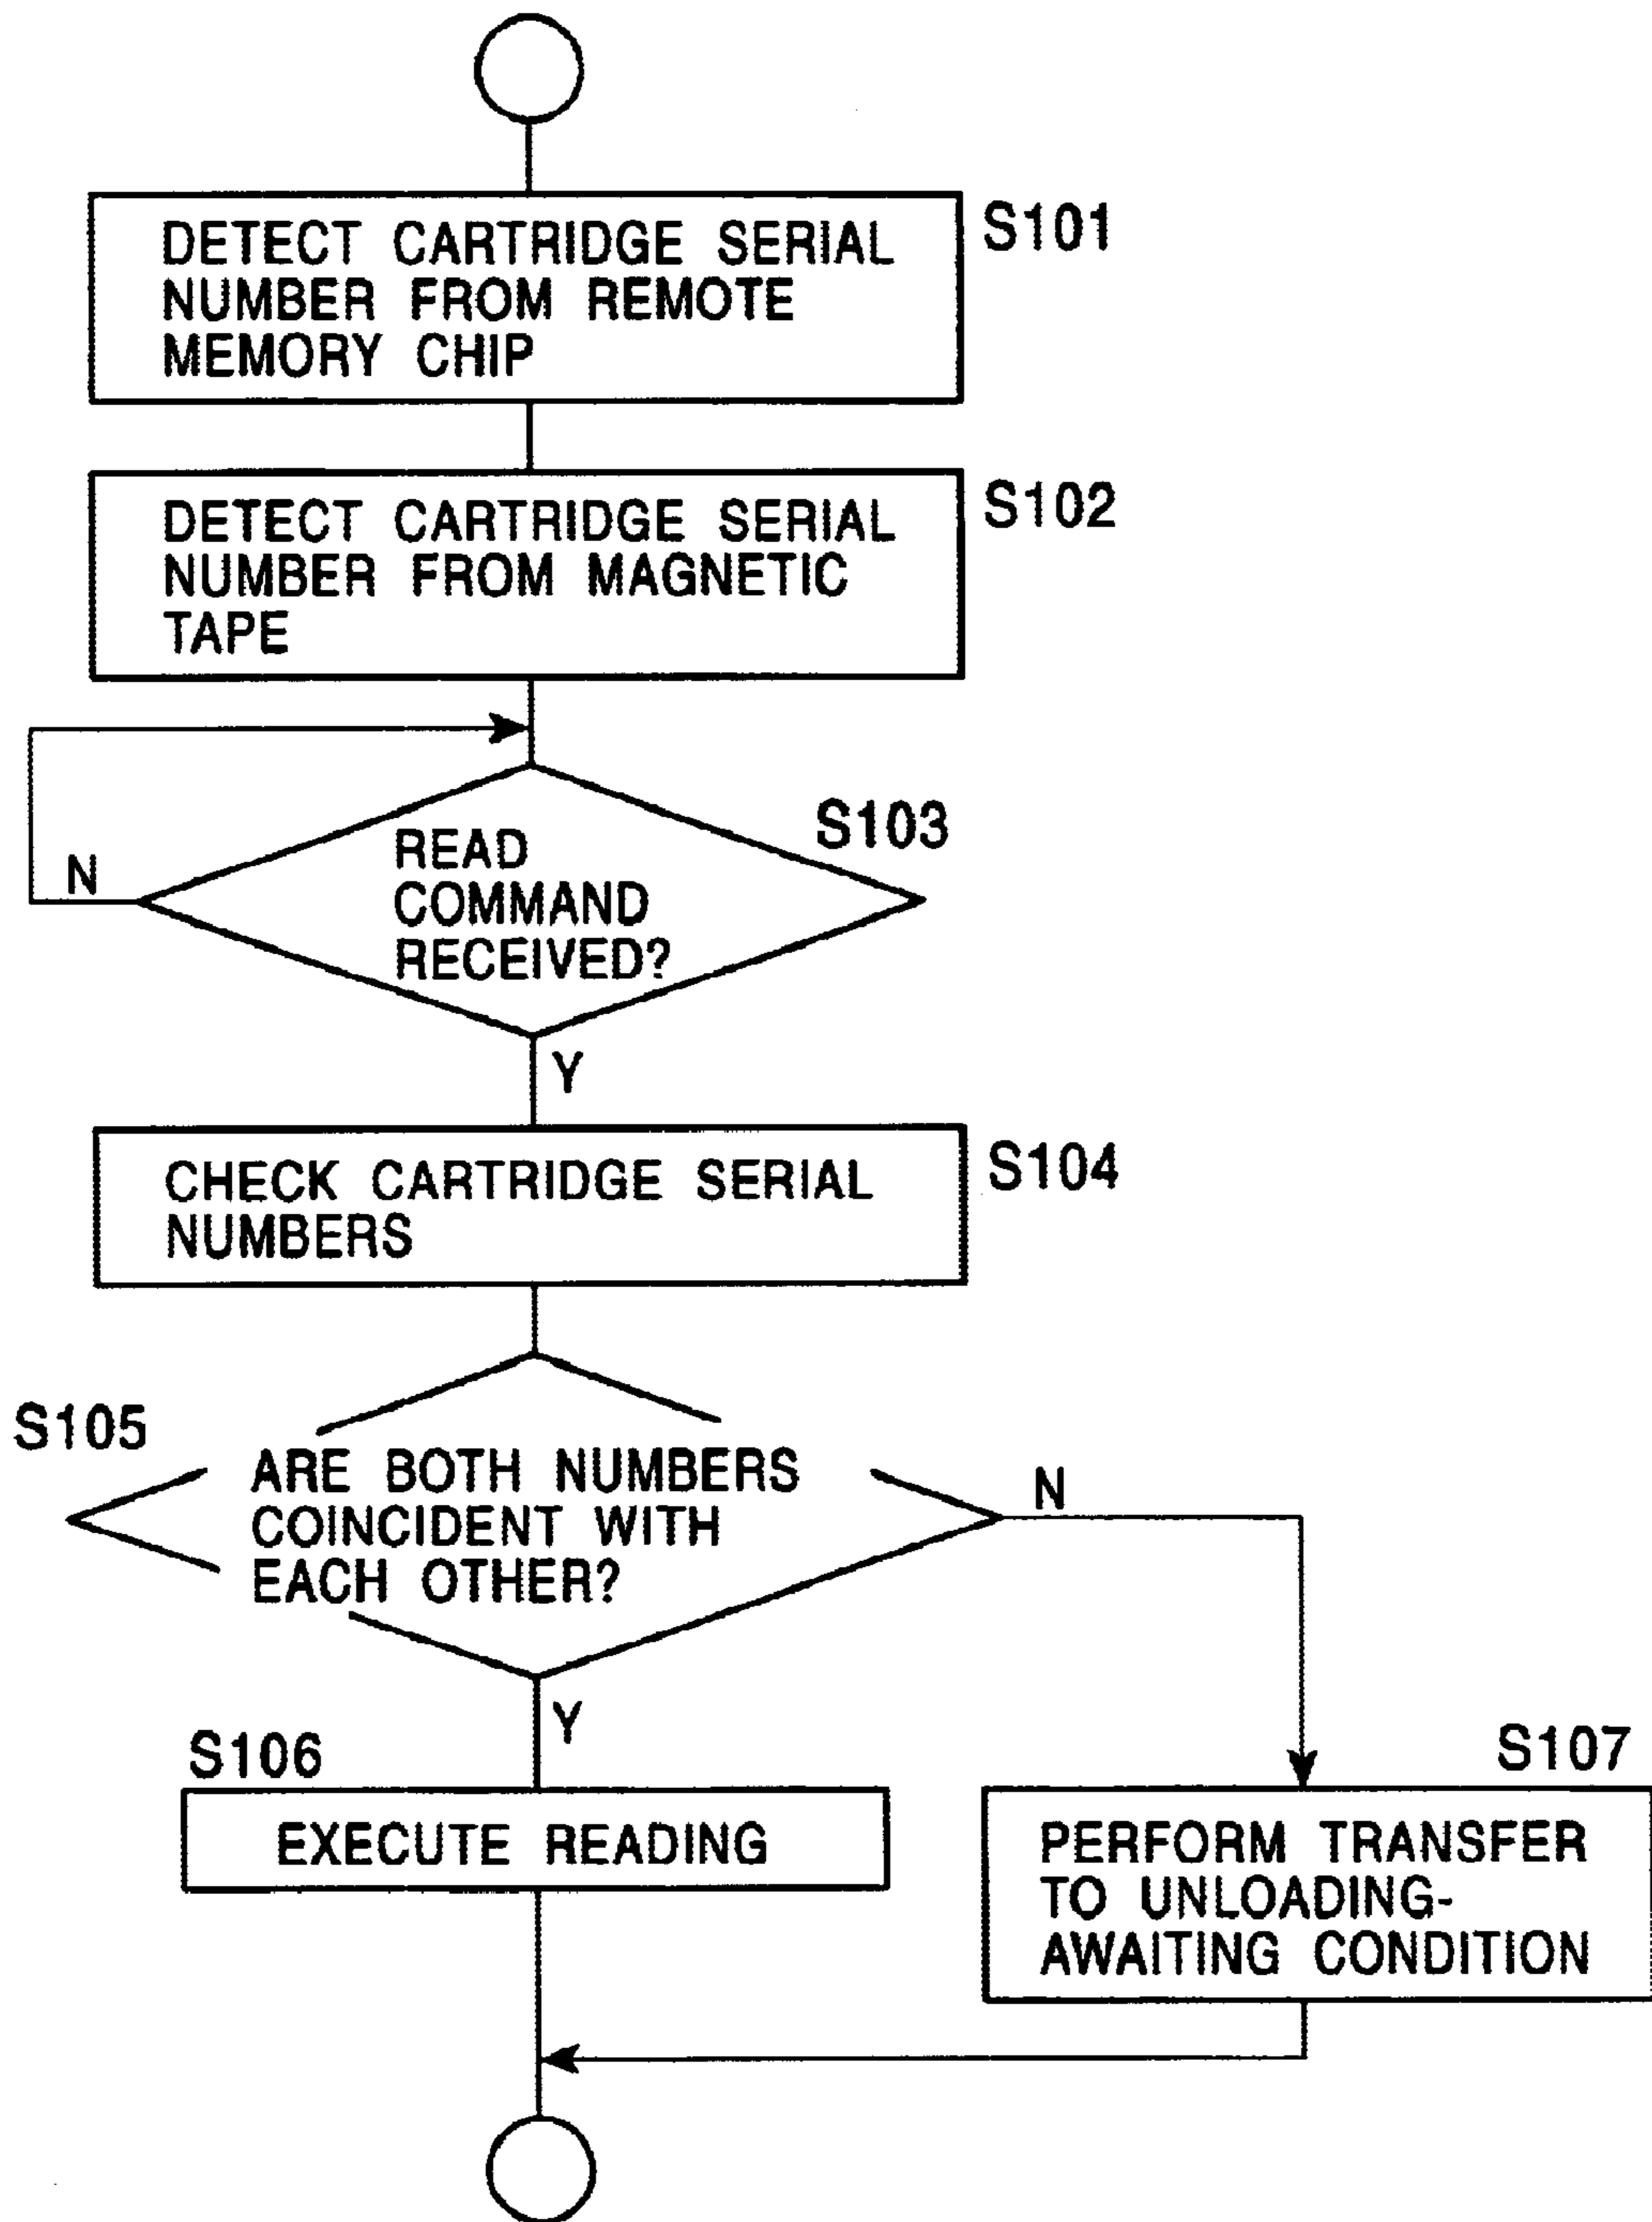 DETECT CARTRIDGE SERIAL
NUMBER FROM REMOTE
MEMORY CHIP
S101
DETECT CARTRIDGE SERIAL
NUMBER FROM MAGNETIC
TAPE
S102
S103
READ
COMMAND
RECEIVED?
N
Y
CHECK CARTRIDGE SERIAL
NUMBERS
S104
S105
ARE BOTH NUMBERS
COINCIDENT WITH
EACH OTHER?
N
Y
S106
EXECUTE READING
S107
PERFORM TRANSFER
TO UNLOADING-
AWAITING CONDITION